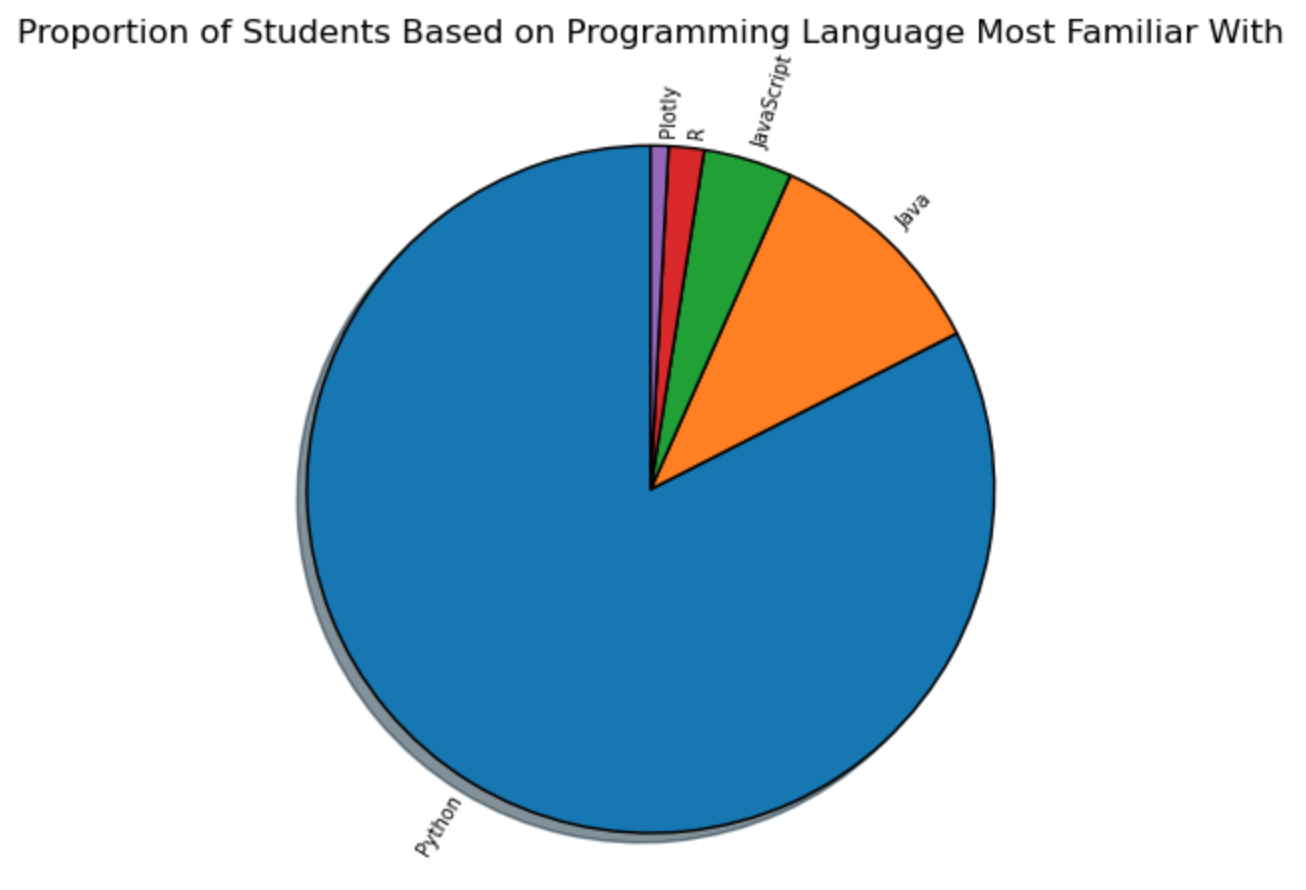 Proportion of Students Based on Programming Language Most Familiar With
Plotly
R
JavaScript
Java
Python